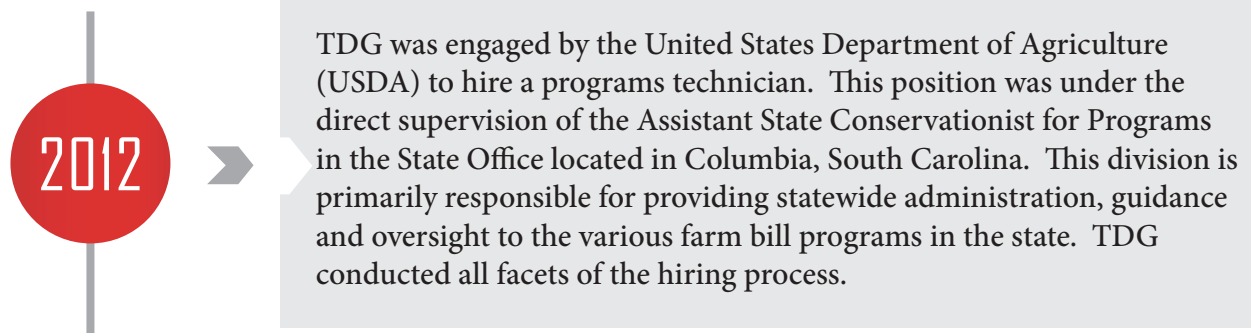 2012
TDG was engaged by the United States Department of Agriculture
(USDA) to hire a programs technician.  This position was under the
direct supervision of the Assistant State Conservationist for Programs
in the State Office located in Columbia, South Carolina.  This division is
primarily responsible for providing statewide administration, guidance
and oversight to the various farm bill programs in the state.  TDG
conducted all facets of the hiring process.